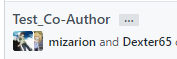 Test_Co-Author ...
mizarion and Dexter65